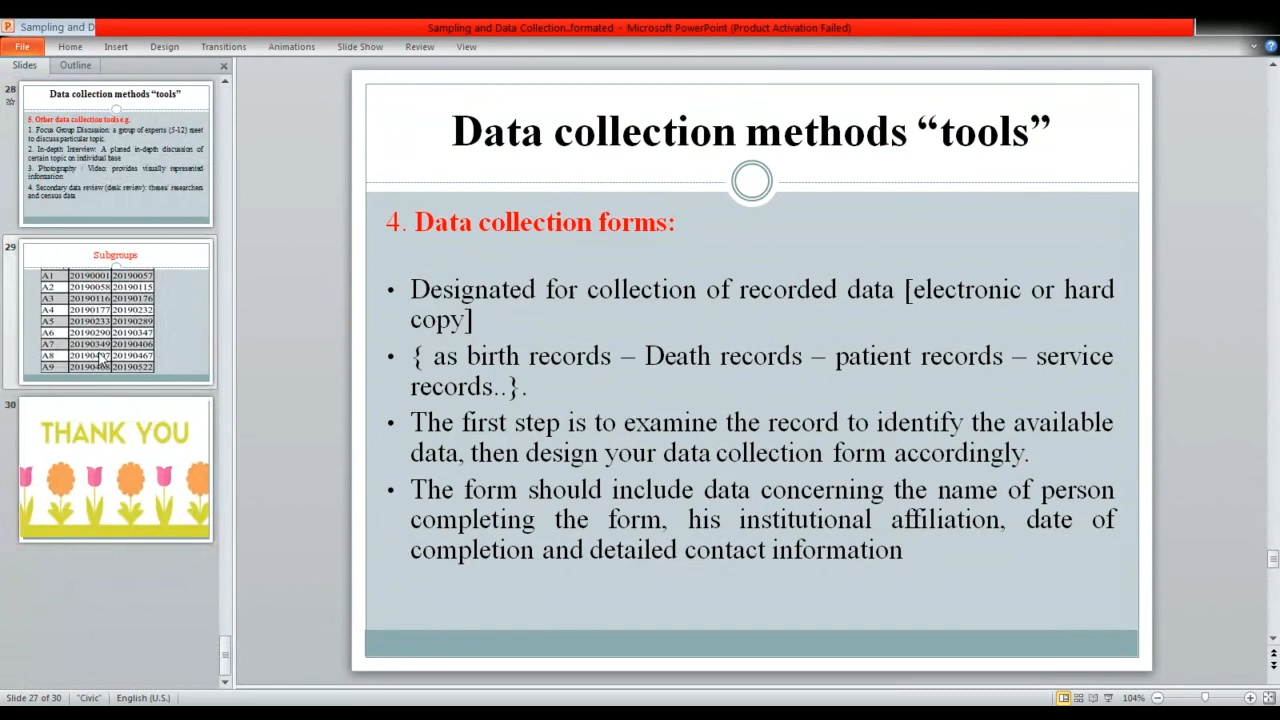 Sampling and D
Sampling and Data Collection..formated - Microsoft PowerPoint (Product Activation Failed)
File Home Insert Design Transitions Animations Slide Show Review View
Slides Outline
28
Data collection methods “tools”
5. Other data collection tools e.g.
1. Focus Group Discussion: a group of experts (5-12) meet
to discuss particular topic.
2. In-depth Interview: A planed in-depth discussion of
certain topic on individual base
3. Photography / Video: provides visually represented
information
4. Secondary data review (desk review): theses/ researchers
and census data
29
Subgroups
A1 20190001 20190057
A2 20190058 20190115
A3 20190116 20190176
A4 20190177 20190232
A5 20190233 20190289
A6 20190290 20190347
A7 20190349 20190406
A8 20190467
A9 20190522
30
THANK YOU
Data collection methods “tools”
4. Data collection forms:
• Designated for collection of recorded data [electronic or hard
copy]
• { as birth records – Death records – patient records – service
records..}.
• The first step is to examine the record to identify the available
data, then design your data collection form accordingly.
• The form should include data concerning the name of person
completing the form, his institutional affiliation, date of
completion and detailed contact information
Slide 27 of 30 "Civic" English (U.S.) 104%